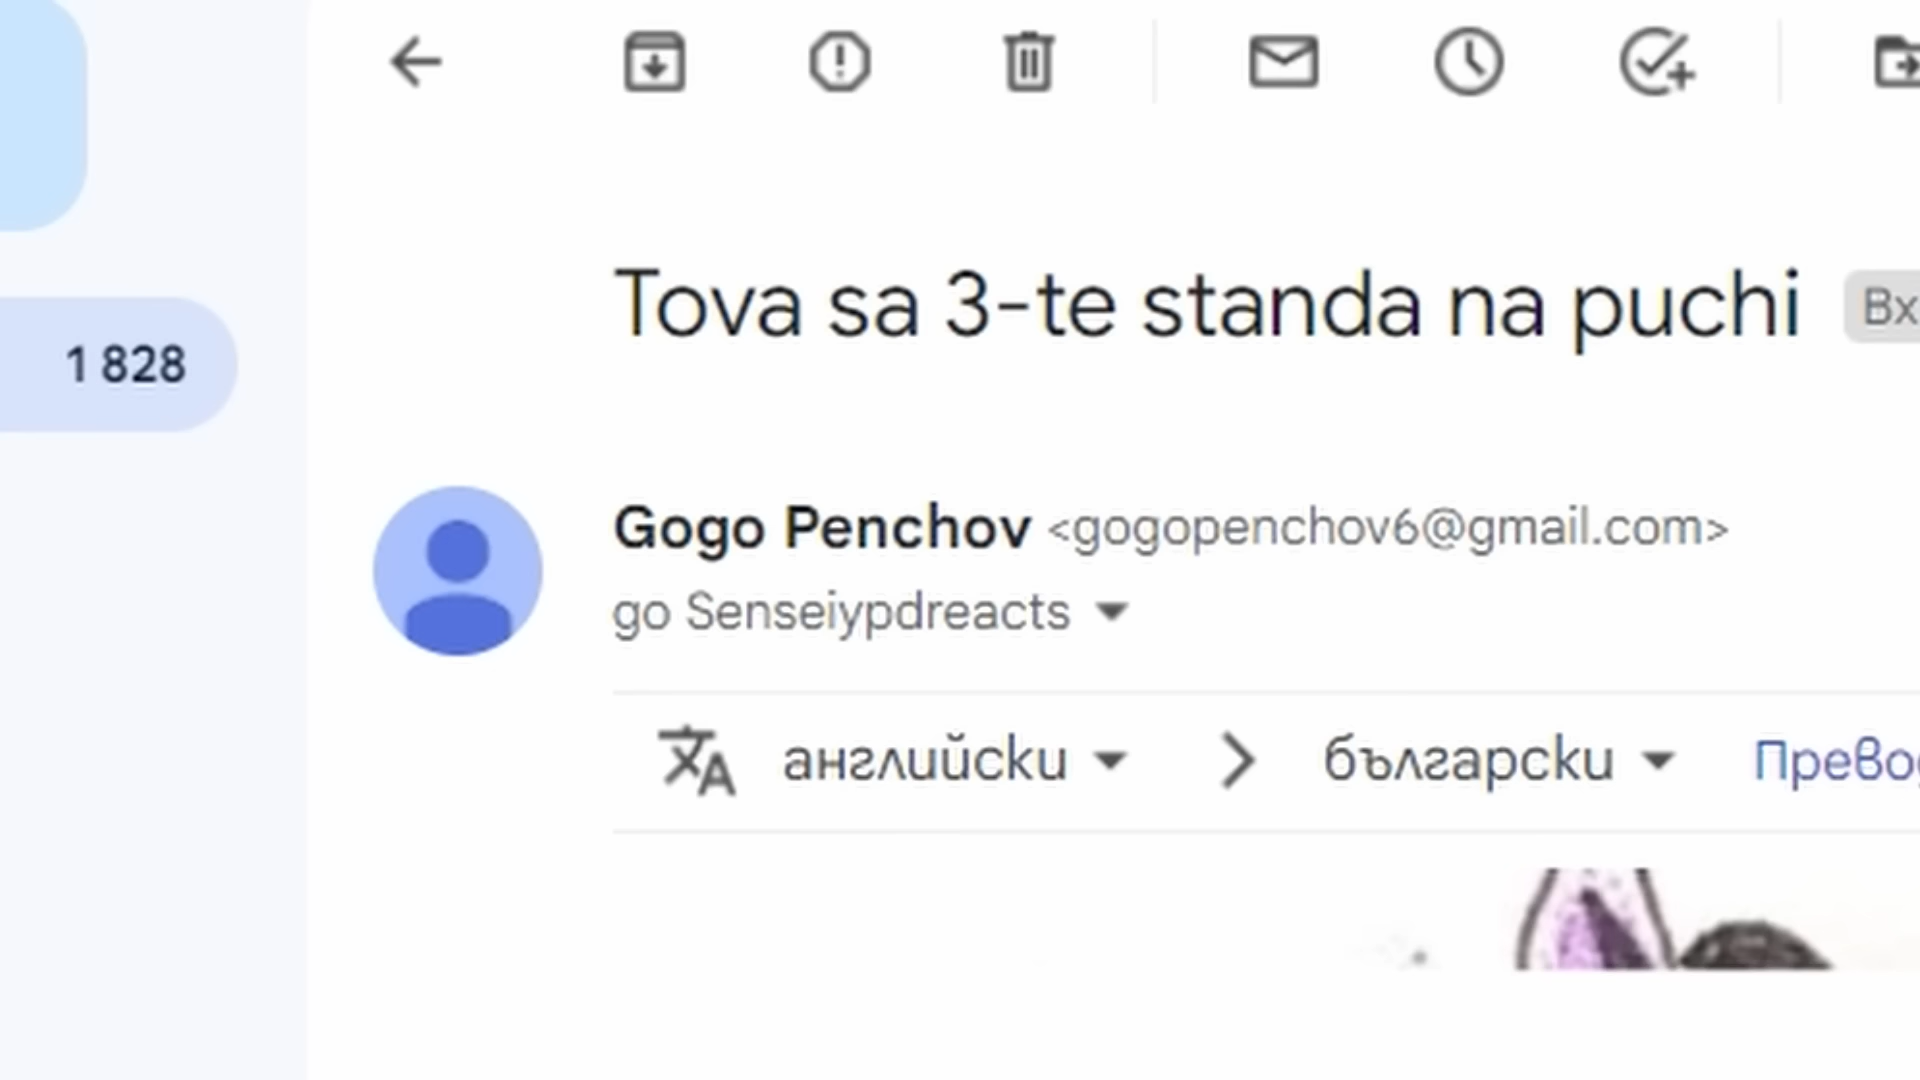 1 828
Tova sa 3-te standa na puchi
Gogo Penchov <gogopenchov6@gmail.com>
go Senseiypdreacts
английски > български